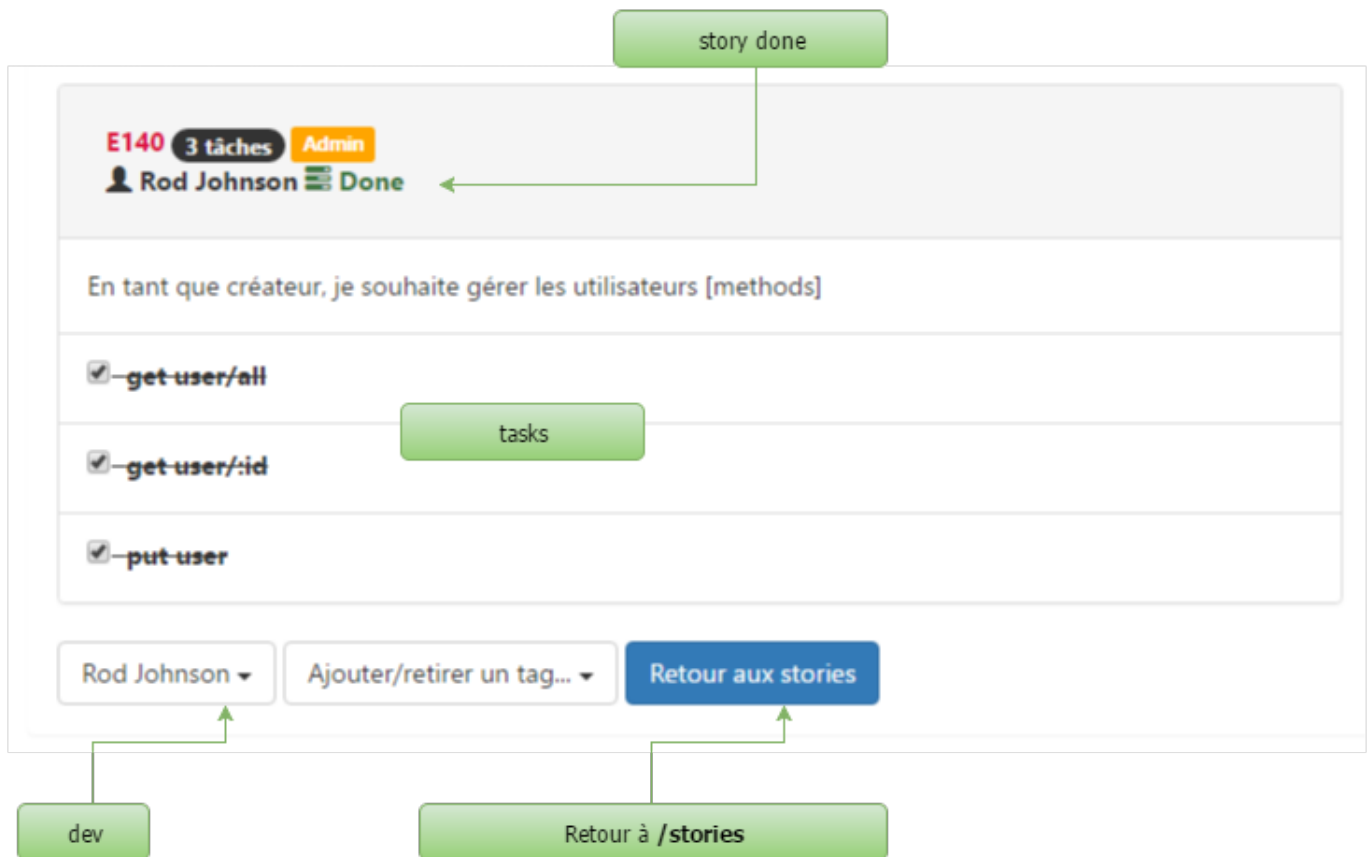 story done
E140 3 tâches Admin
Rod Johnson Done
En tant que créateur, je souhaite gérer les utilisateurs [methods]
get user/all
tasks
get user/:id
put user
Rod Johnson Ajouter/retirer un tag... Retour aux stories
dev Retour à /stories